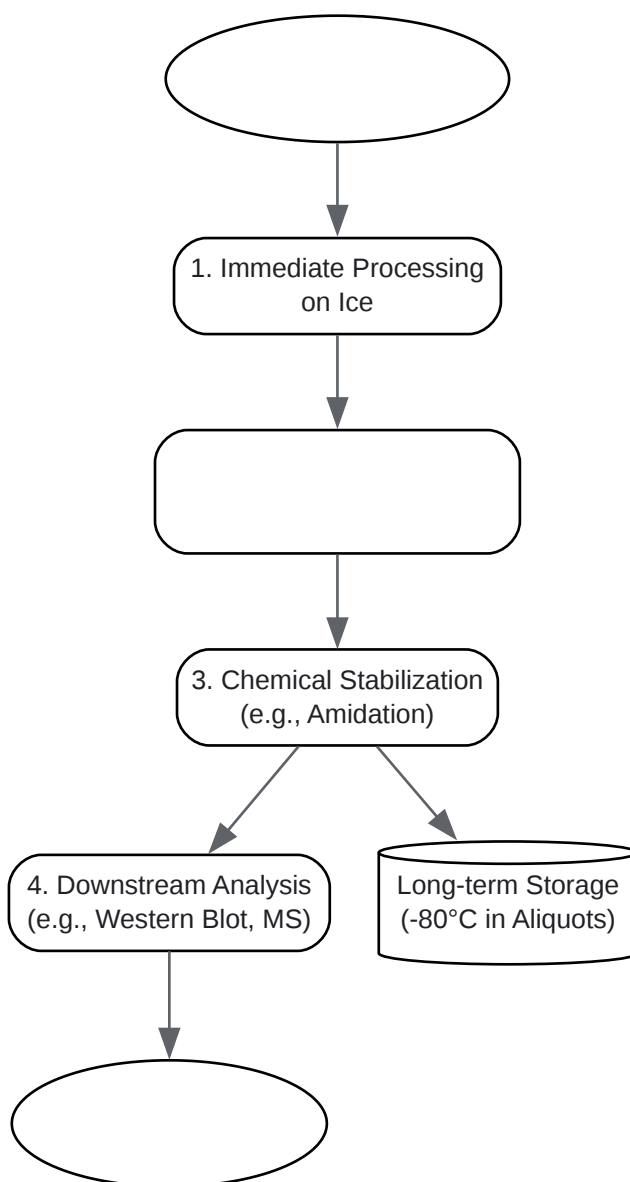 1. Immediate Processing
on Ice
3. Chemical Stabilization
(e.g., Amidation)
4. Downstream Analysis
(e.g., Western Blot, MS)
Long-term Storage
(-80°C in Aliquots)